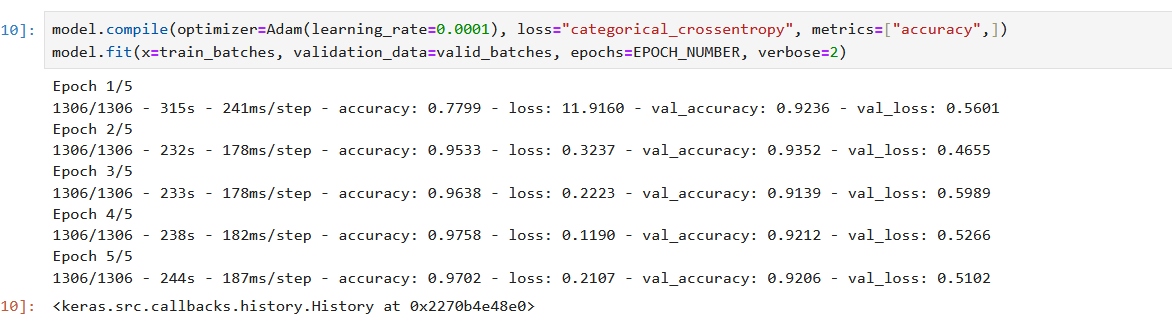 10]: model.compile(optimizer=Adam(learning_rate=0.0001), loss="categorical_crossentropy", metrics=["accuracy",])
model.fit(x=train_batches, validation_data=valid_batches, epochs=EPOCH_NUMBER, verbose=2)
Epoch 1/5
1306/1306 - 315s - 241ms/step - accuracy: 0.7799 - loss: 11.9160 - val_accuracy: 0.9236 - val_loss: 0.5601
Epoch 2/5
1306/1306 - 232s - 178ms/step - accuracy: 0.9533 - loss: 0.3237 - val_accuracy: 0.9352 - val_loss: 0.4655
Epoch 3/5
1306/1306 - 233s - 178ms/step - accuracy: 0.9638 - loss: 0.2223 - val_accuracy: 0.9139 - val_loss: 0.5989
Epoch 4/5
1306/1306 - 238s - 182ms/step - accuracy: 0.9758 - loss: 0.1190 - val_accuracy: 0.9212 - val_loss: 0.5266
Epoch 5/5
1306/1306 - 244s - 187ms/step - accuracy: 0.9702 - loss: 0.2107 - val_accuracy: 0.9206 - val_loss: 0.5102
10]: <keras.src.callbacks.history.History at 0x2270b4e48e0>